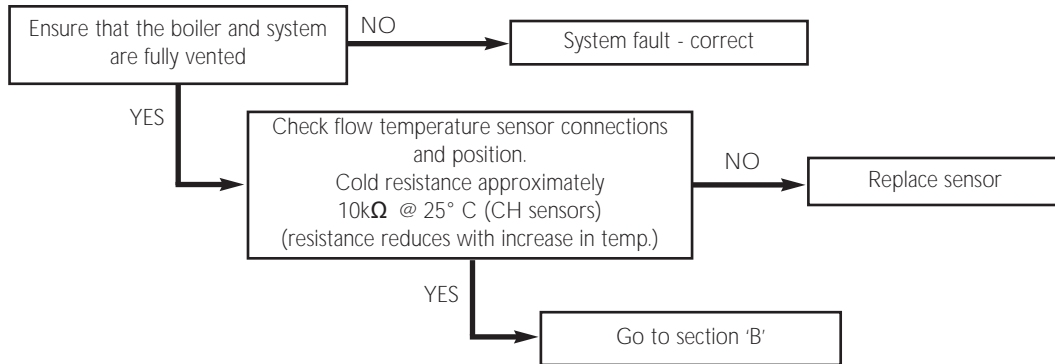 Ensure that the boiler and system
are fully vented
NO
System fault - correct
YES
Check flow temperature sensor connections
and position.
Cold resistance approximately
10kΩ @ 25° C (CH sensors)
(resistance reduces with increase in temp.)
NO
Replace sensor
YES
Go to section 'B'